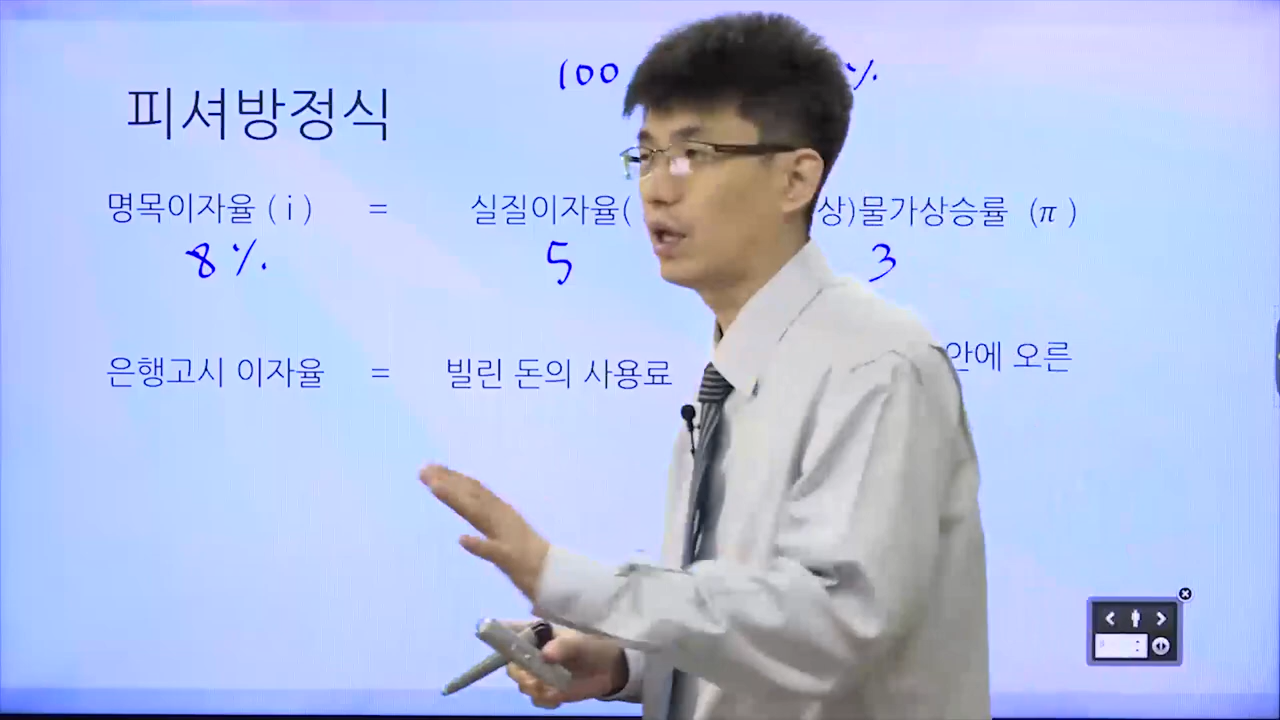 피셔방정식
100 %
명목이자율 ( i ) = 실질이자율( 상)물가상승률 (π )
8% 5 3
은행고시 이자율 = 빌린 돈의 사용료 안에 오른